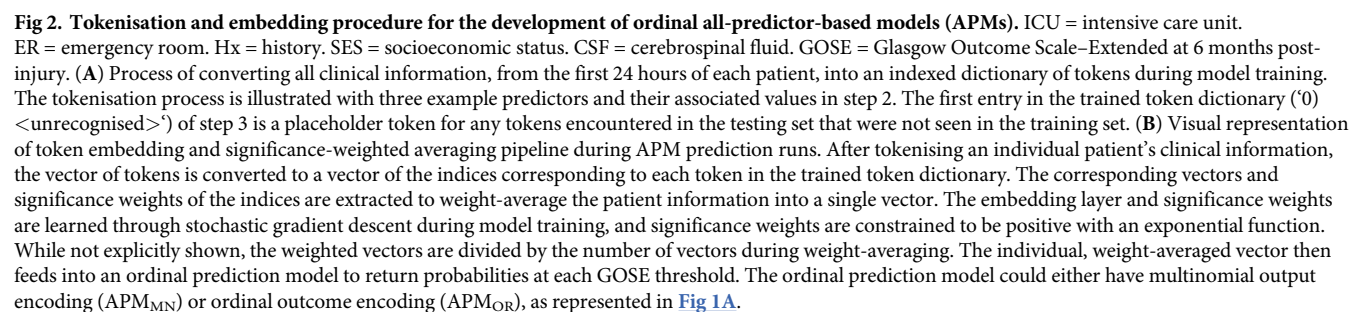 Fig 2. Tokenisation and embedding procedure for the development of ordinal all-predictor-based models (APMs). ICU = intensive care unit.
ER = emergency room. Hx = history. SES = socioeconomic status. CSF = cerebrospinal fluid. GOSE = Glasgow Outcome Scale–Extended at 6 months post-
injury. (A) Process of converting all clinical information, from the first 24 hours of each patient, into an indexed dictionary of tokens during model training.
The tokenisation process is illustrated with three example predictors and their associated values in step 2. The first entry in the trained token dictionary (‘0)
<unrecognised>‘) of step 3 is a placeholder token for any tokens encountered in the testing set that were not seen in the training set. (B) Visual representation
of token embedding and significance-weighted averaging pipeline during APM prediction runs. After tokenising an individual patient’s clinical information,
the vector of tokens is converted to a vector of the indices corresponding to each token in the trained token dictionary. The corresponding vectors and
significance weights of the indices are extracted to weight-average the patient information into a single vector. The embedding layer and significance weights
are learned through stochastic gradient descent during model training, and significance weights are constrained to be positive with an exponential function.
While not explicitly shown, the weighted vectors are divided by the number of vectors during weight-averaging. The individual, weight-averaged vector then
feeds into an ordinal prediction model to return probabilities at each GOSE threshold. The ordinal prediction model could either have multinomial output
encoding (APMMN) or ordinal outcome encoding (APMOR), as represented in Fig 1A.